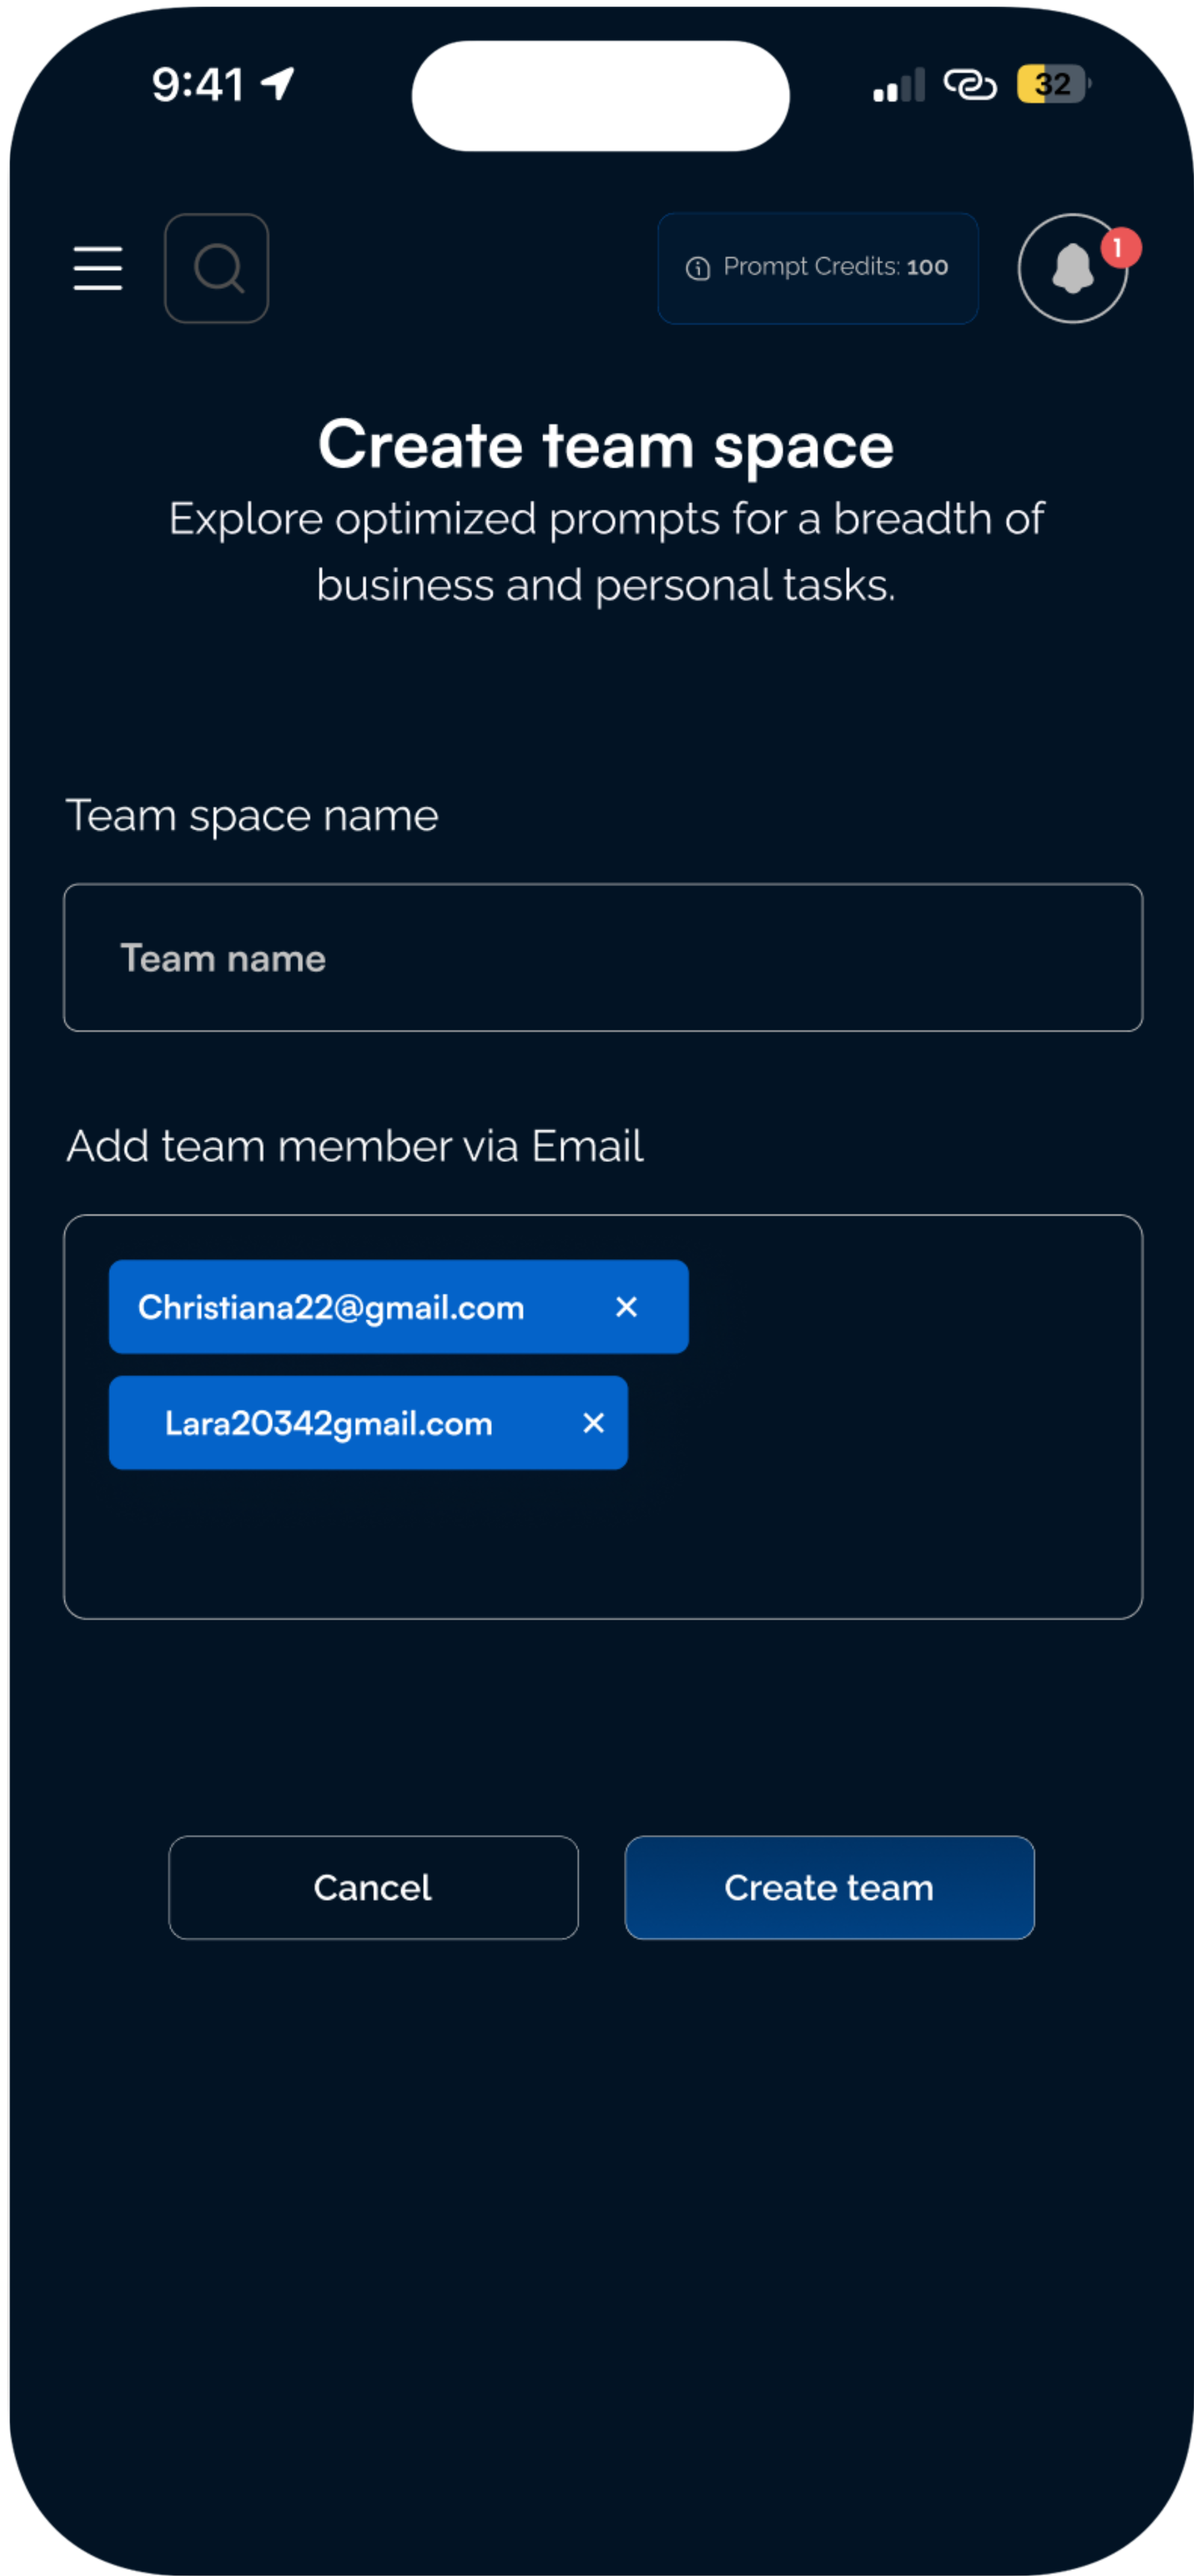 9:41
32
Prompt Credits: 100
1
Create team space
Explore optimized prompts for a breadth of
business and personal tasks.
Team space name
Team name
Add team member via Email
Christiana22@gmail.com ×
Lara20342gmail.com ×
Cancel
Create team